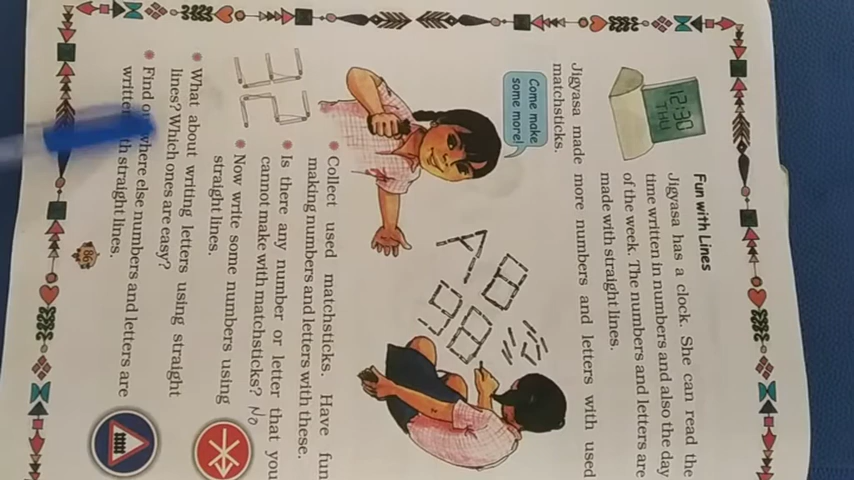 Fun with Lines
Jigyasa has a clock. She can read the
time written in numbers and also the day
of the week. The numbers and letters are
made with straight lines.
12:30
THU
Jigyasa made more numbers and letters with used
matchsticks.
Come make
some more!
A B
98
Collect used matchsticks. Have fun
making numbers and letters with these.
Is there any number or letter that you
cannot make with matchsticks? No
Now write some numbers using
straight lines.
32
What about writing letters using straight
lines? Which ones are easy?
Find where else numbers and letters are
straight lines.
86